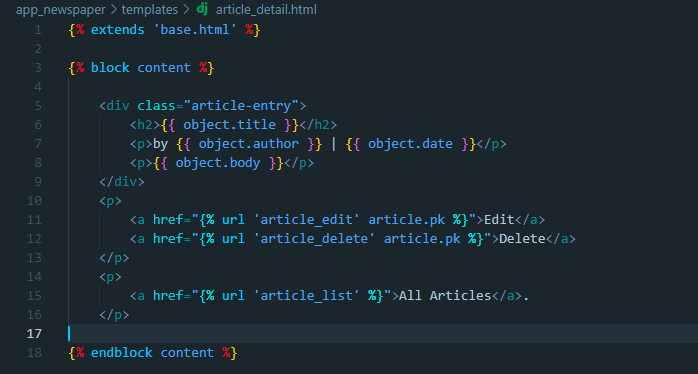 app_newspaper > templates > dj article_detail.html
1 {% extends 'base.html' %}
2
3 {% block content %}
4
5 <div class="article-entry">
6 <h2>{{ object.title }}</h2>
7 <p>by {{ object.author }} | {{ object.date }}</p>
8 <p>{{ object.body }}</p>
9 </div>
10 <p>
11 <a href="{% url 'article_edit' article.pk %}">Edit</a>
12 <a href="{% url 'article_delete' article.pk %}">Delete</a>
13 </p>
14 <p>
15 <a href="{% url 'article_list' %}">All Articles</a>.
16 </p>
17
18 {% endblock content %}